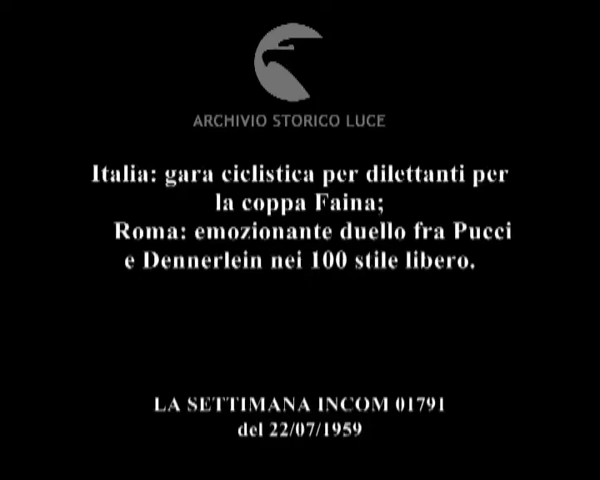 ARCHIVIO STORICO LUCE
Italia: gara ciclistica per dilettanti per
la coppa Faina;
Roma: emozionante duello fra Pucci
e Dennerlein nei 100 stile libero.
LA SETTIMANA INCOM 01791
del 22/07/1959